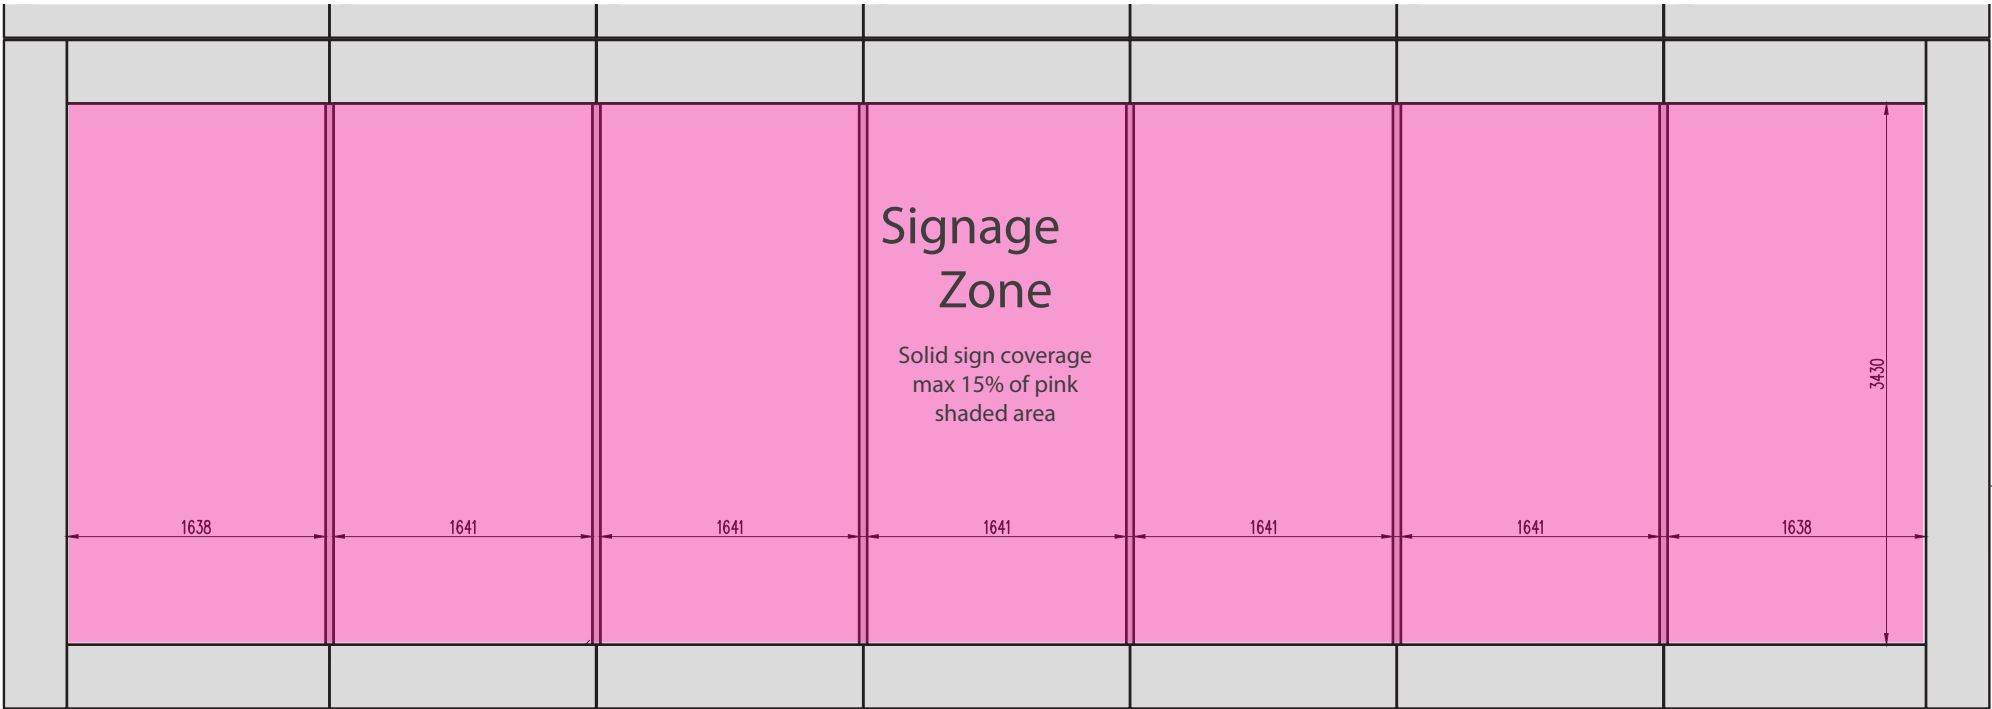 Signage
Zone
Solid sign coverage
max 15% of pink
shaded area
3430
1638
1641
1641
1641
1641
1641
1638